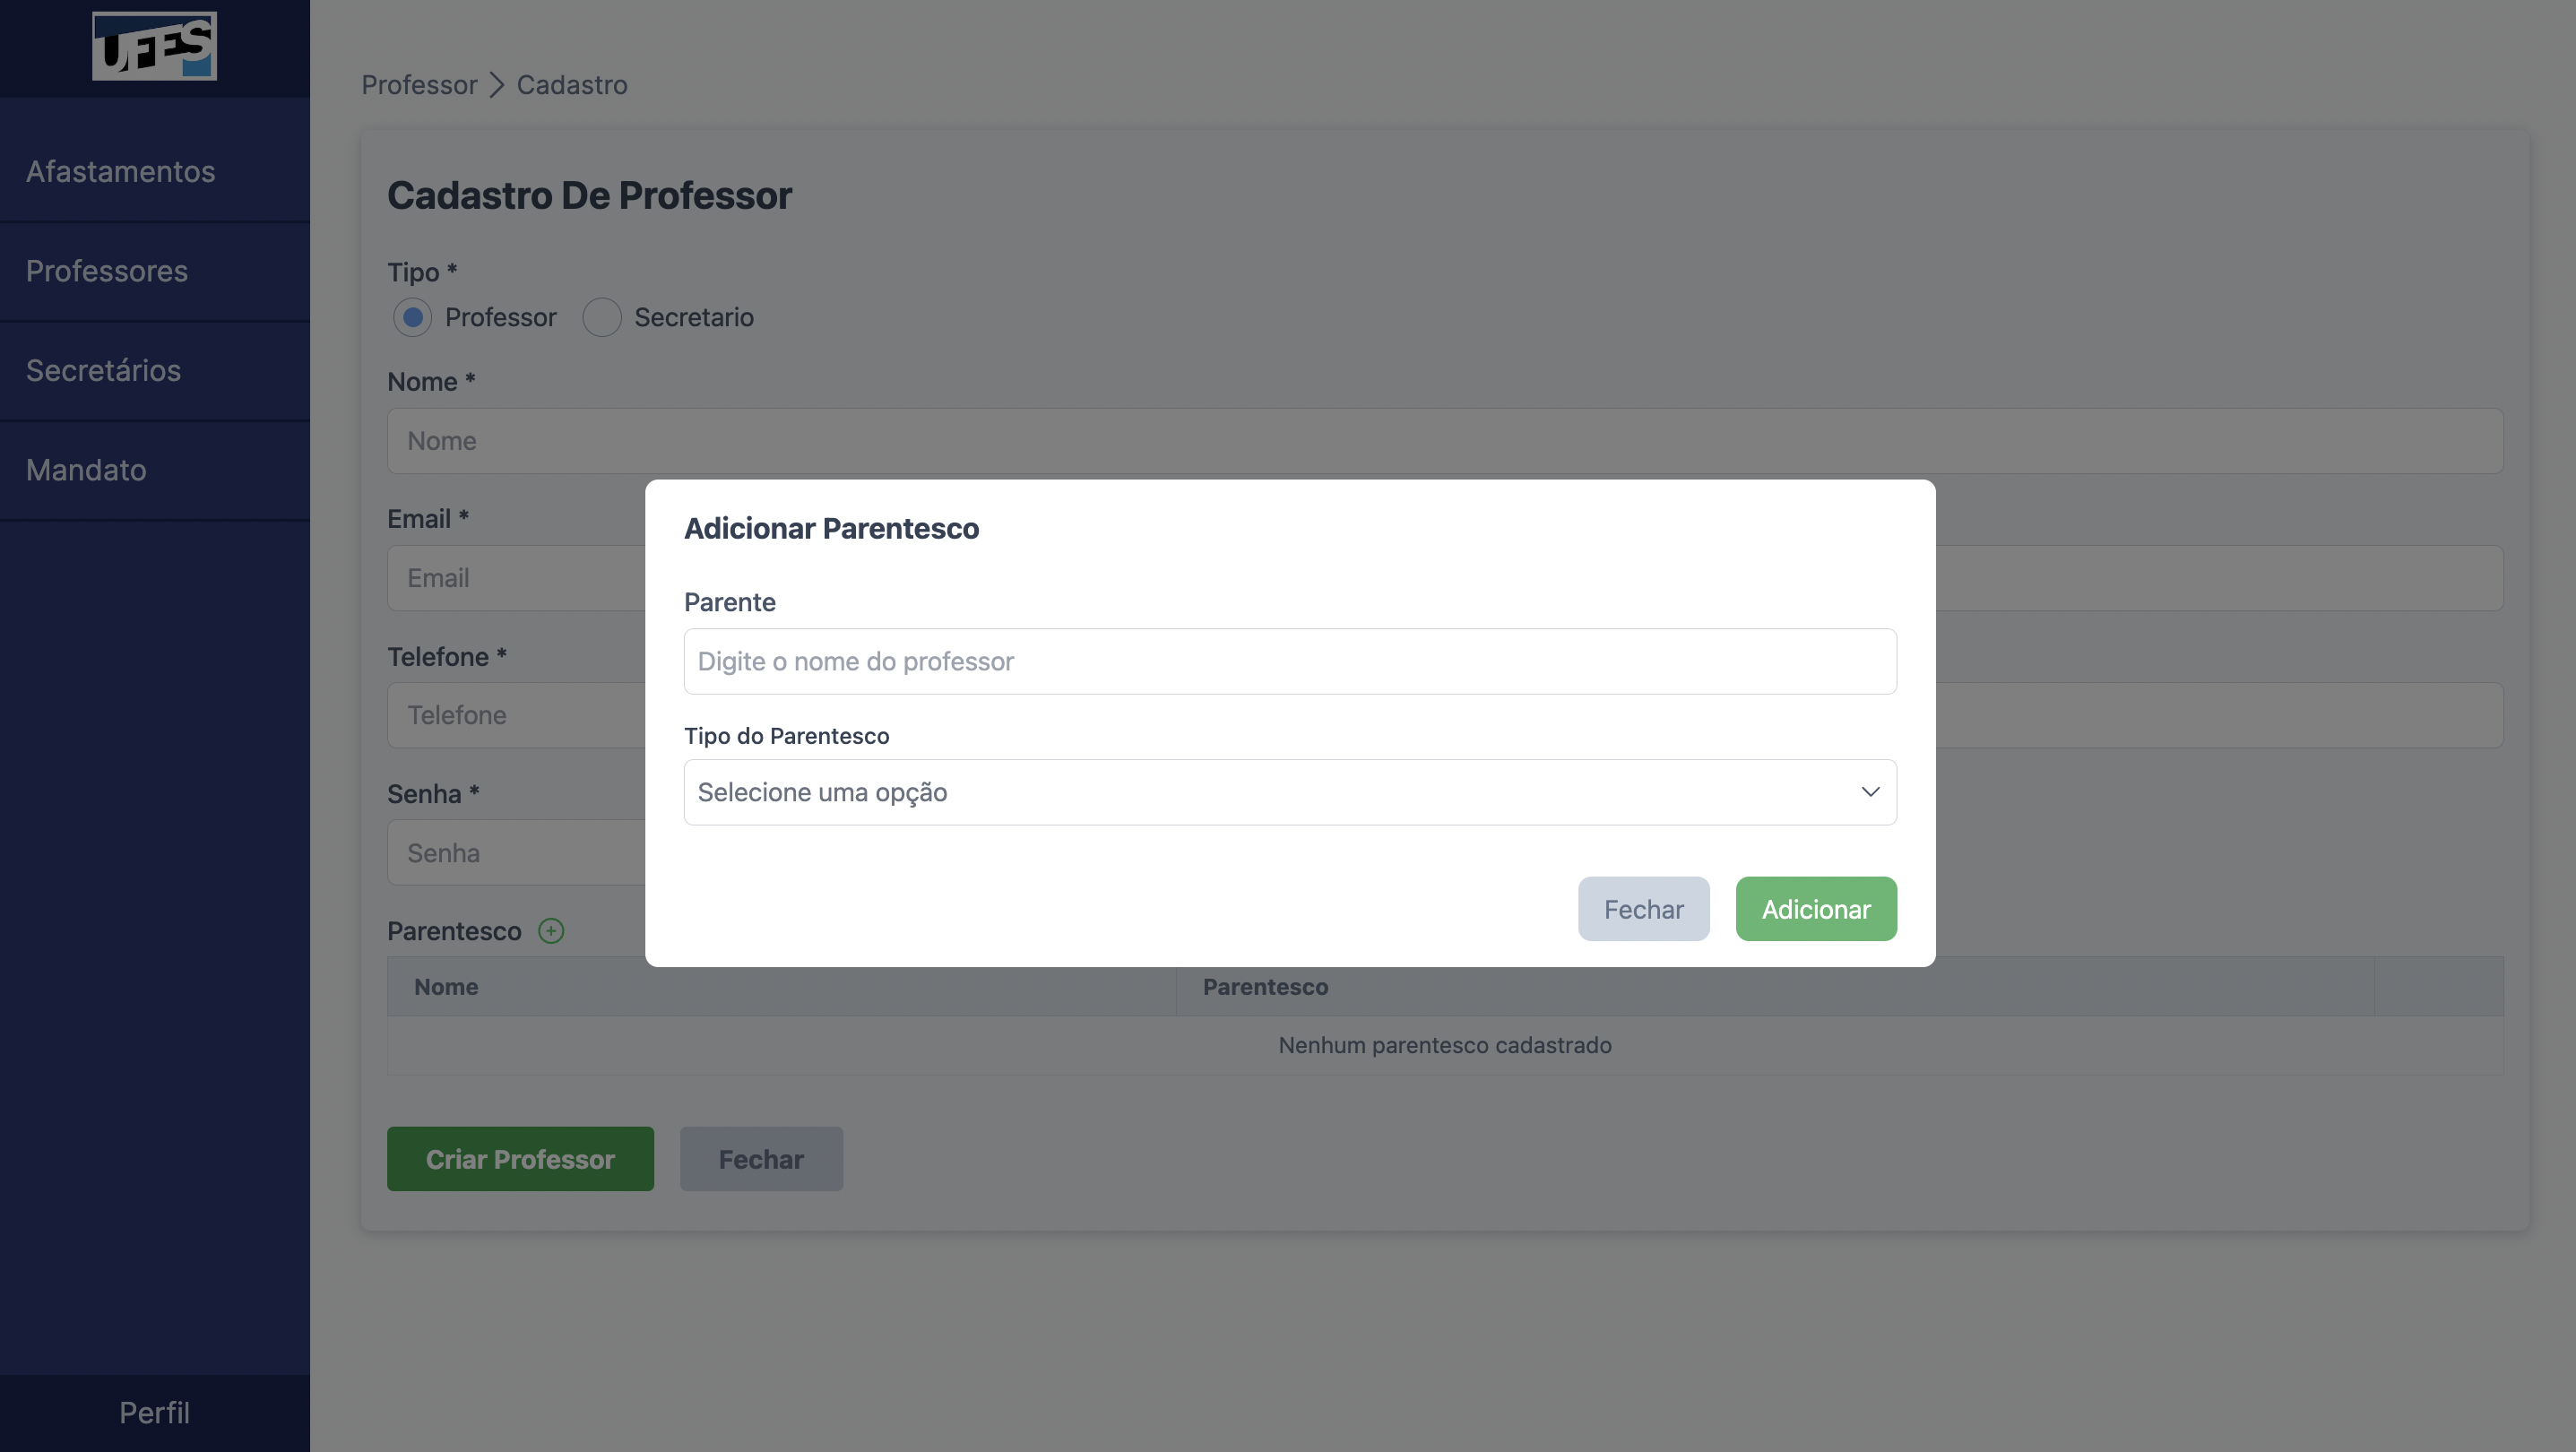 UFES
Professor > Cadastro
Afastamentos
Professores
Secretários
Mandato
Perfil
Cadastro De Professor
Tipo *
Professor Secretario
Nome *
Nome
Email *
Email
Telefone *
Telefone
Senha *
Senha
Parentesco
Nome Parentesco
Nenhum parentesco cadastrado
Criar Professor Fechar
Adicionar Parentesco
Parente
Digite o nome do professor
Tipo do Parentesco
Selecione uma opção
Fechar Adicionar